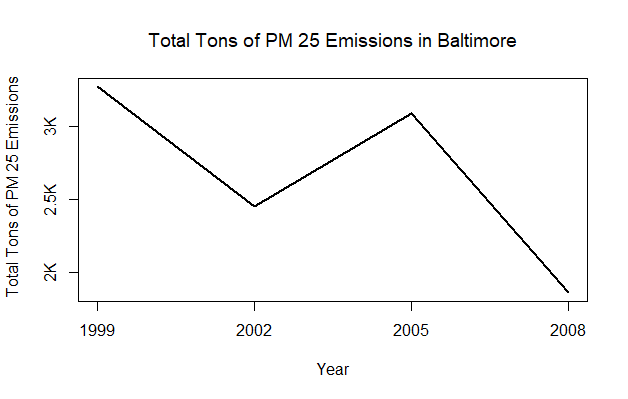 Total Tons of PM 25 Emissions in Baltimore
Total Tons of PM 25 Emissions
3K
2.5K
2K
1999 2002 2005 2008
Year